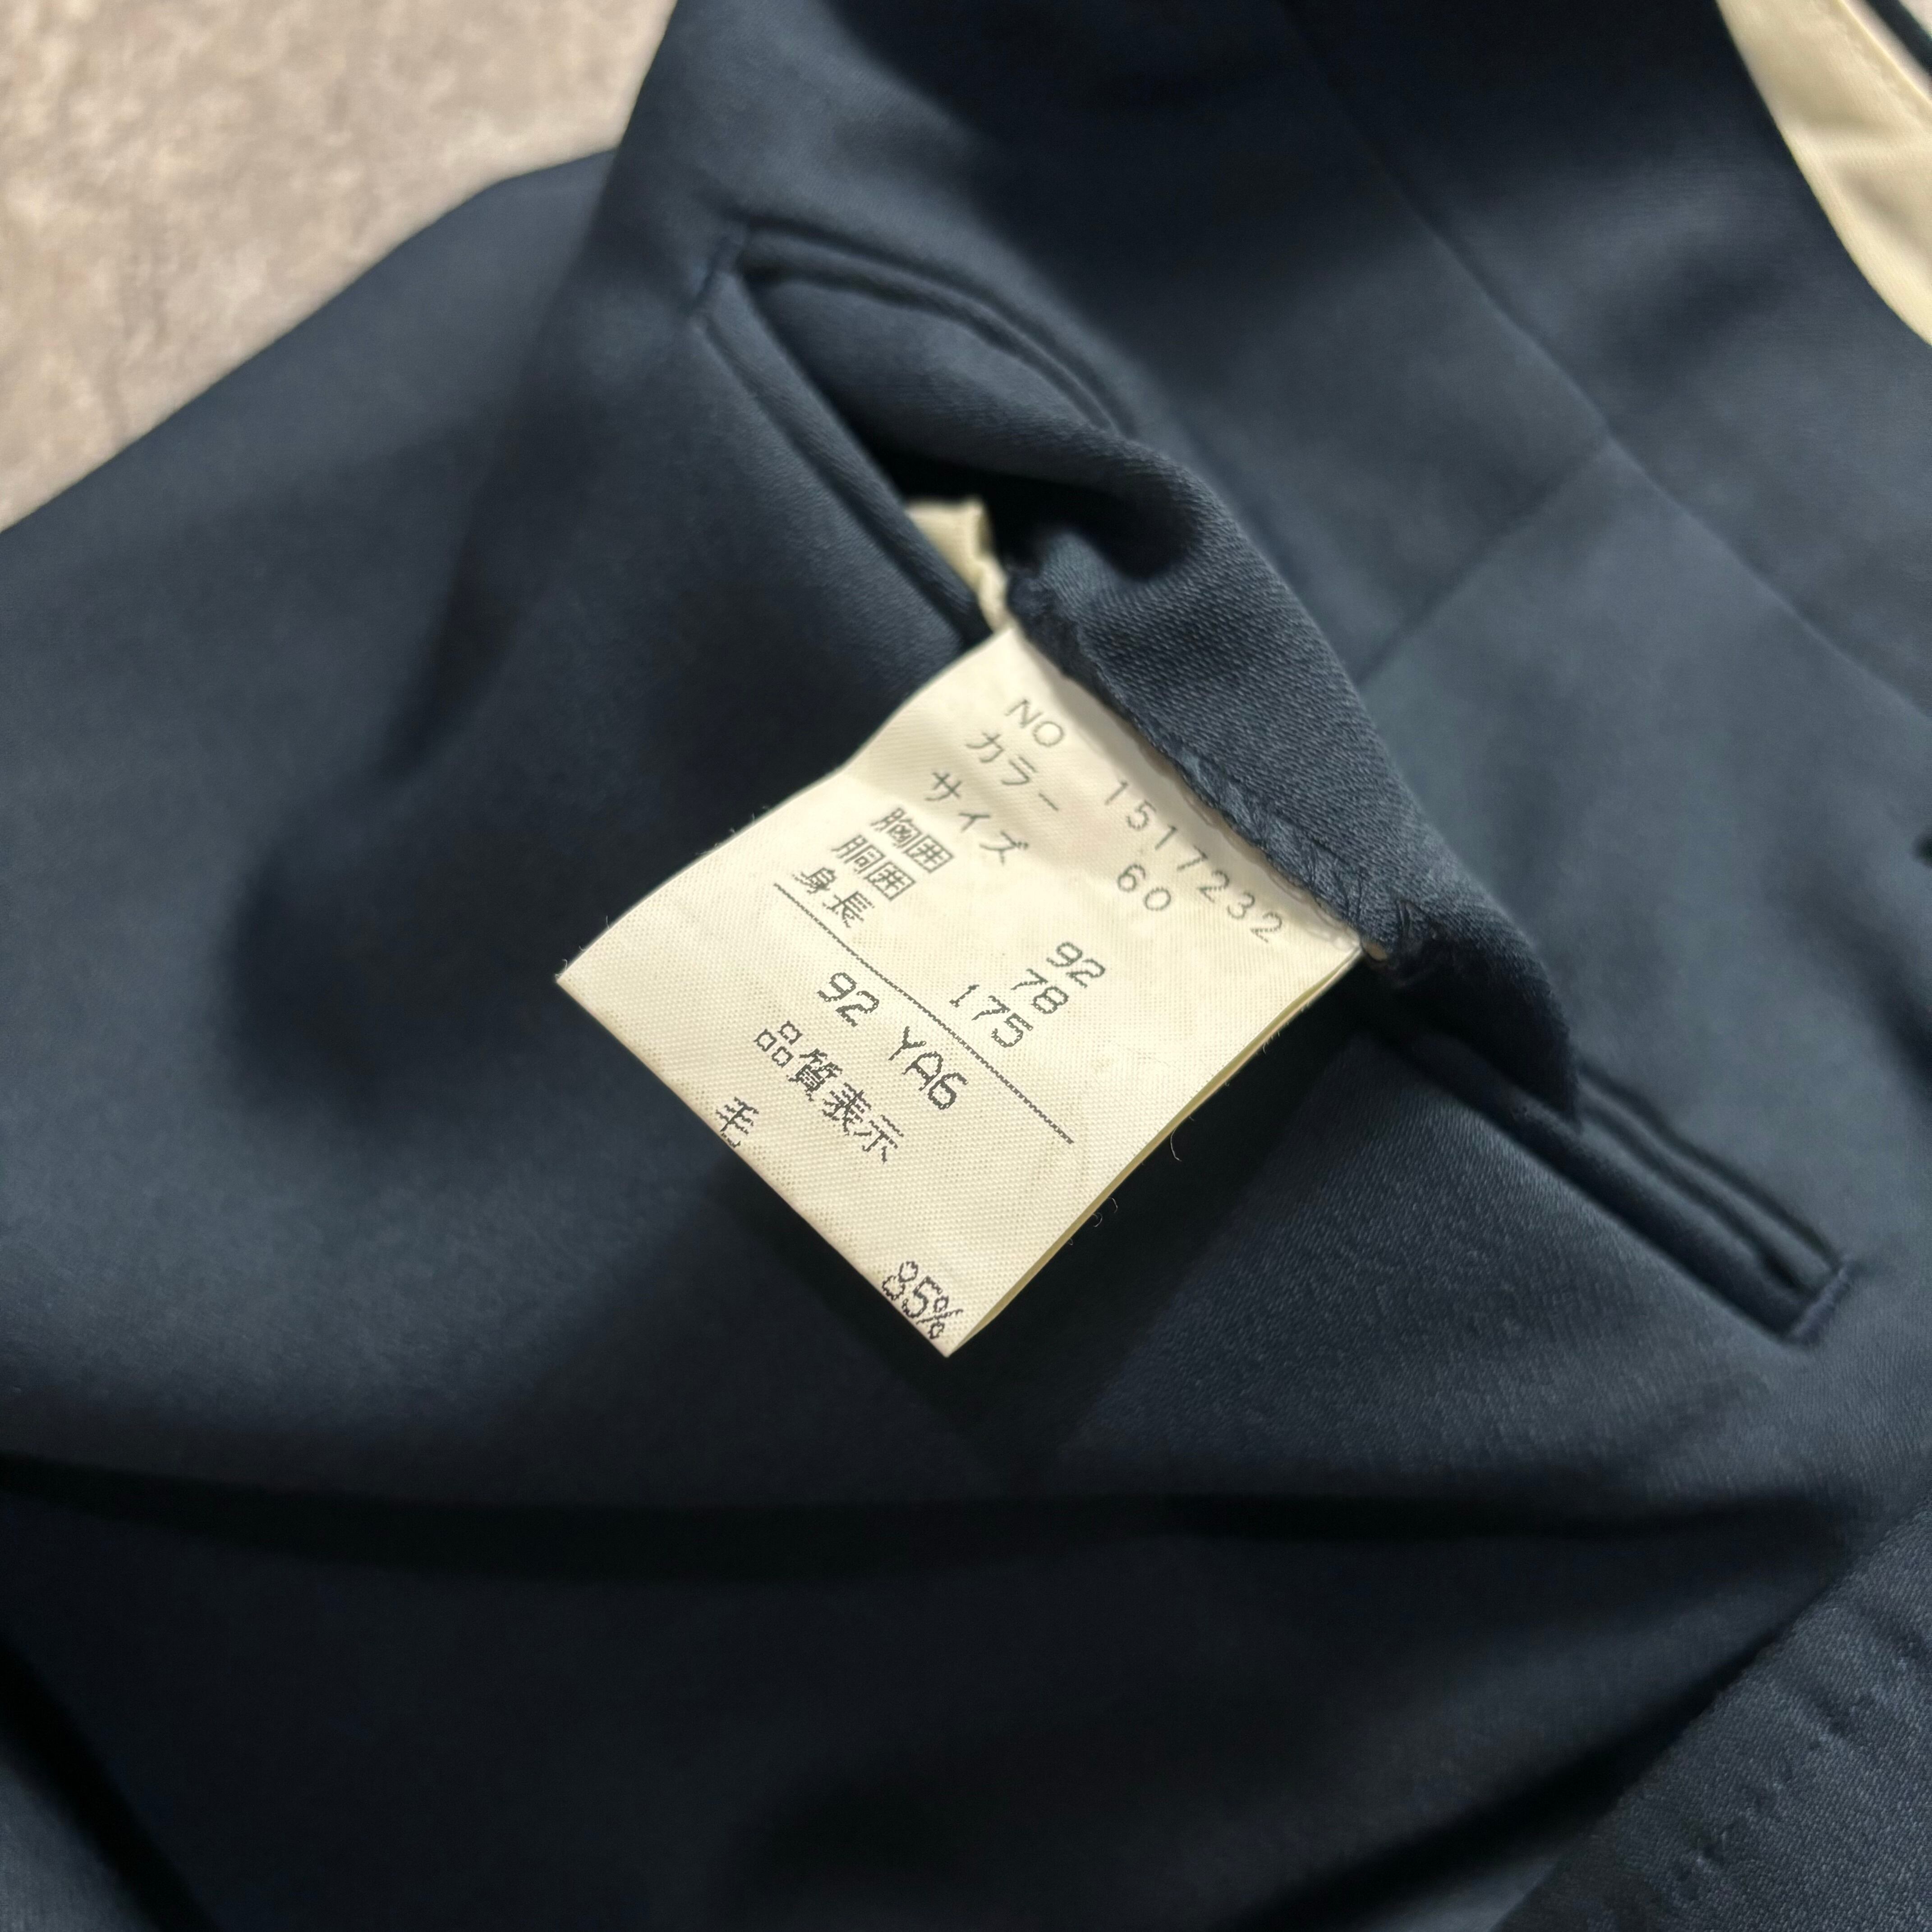 NO 1517232
カラー 60
サイズ
胸囲 92
胴囲 78
身長 175
92 YA6
品質表示
毛 85%